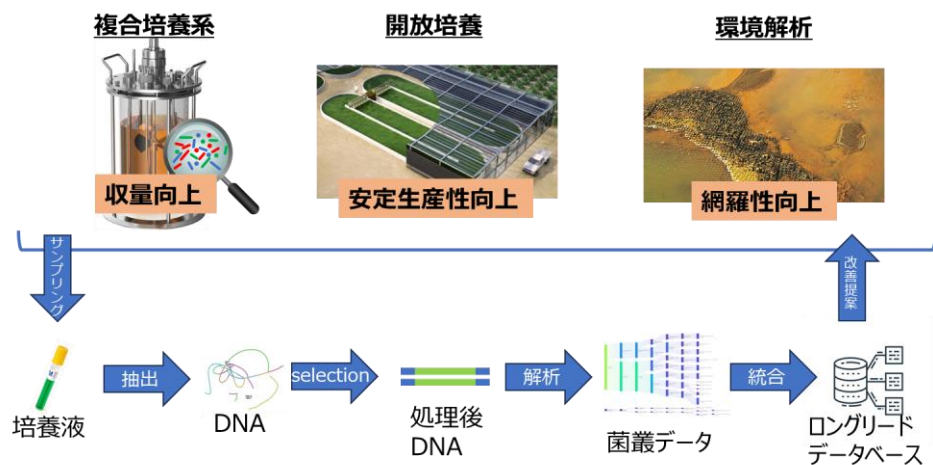 複合培養系
開放培養
環境解析
収量向上
安定生産性向上
網羅性向上
サンプリング
改善提案
抽出
selection
解析
統合
培養液
DNA
処理後
DNA
菌叢データ
ロングリード
データベース